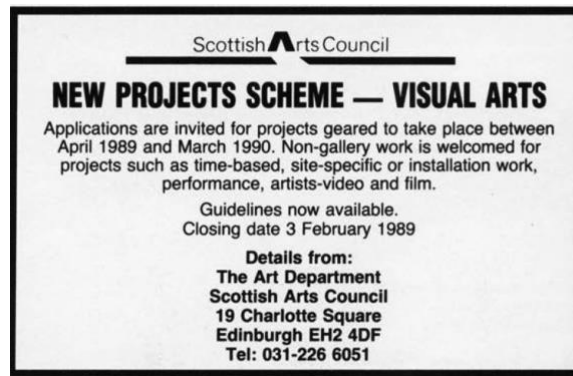 Scottish Arts Council
NEW PROJECTS SCHEME — VISUAL ARTS
Applications are invited for projects geared to take place between
April 1989 and March 1990. Non-gallery work is welcomed for
projects such as time-based, site-specific or installation work,
performance, artists-video and film.
Guidelines now available.
Closing date 3 February 1989
Details from:
The Art Department
Scottish Arts Council
19 Charlotte Square
Edinburgh EH2 4DF
Tel: 031-226 6051